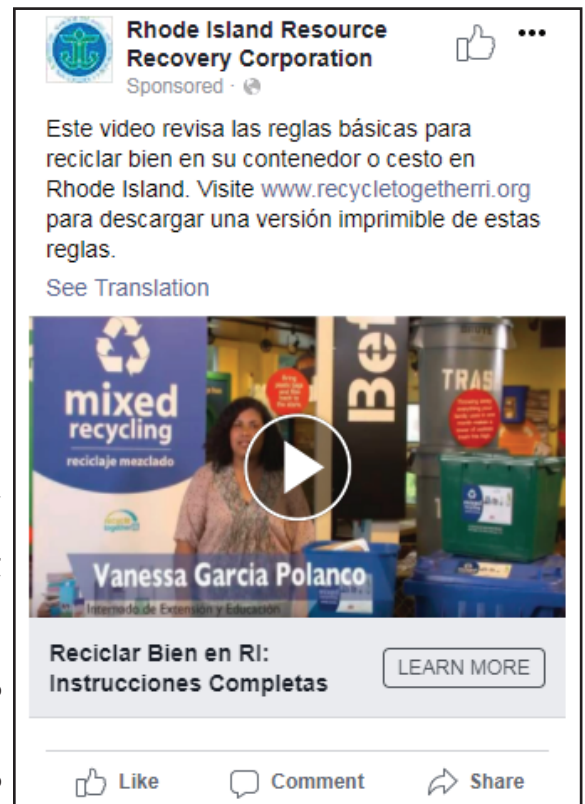 Rhode Island Resource
Recovery Corporation
Sponsored ·
Este video revisa las reglas básicas para
reciclar bien en su contenedor o cesto en
Rhode Island. Visite www.recycletogetherri.org
para descargar una versión imprimible de estas
reglas.
See Translation
mixed
recycling
reciclaje mezclado
Bef
TRAS
recycle
together
Vanessa Garcia Polanco
Internado de Extensión y Educación
Reciclar Bien en RI:
Instrucciones Completas
LEARN MORE
Like
Comment
Share